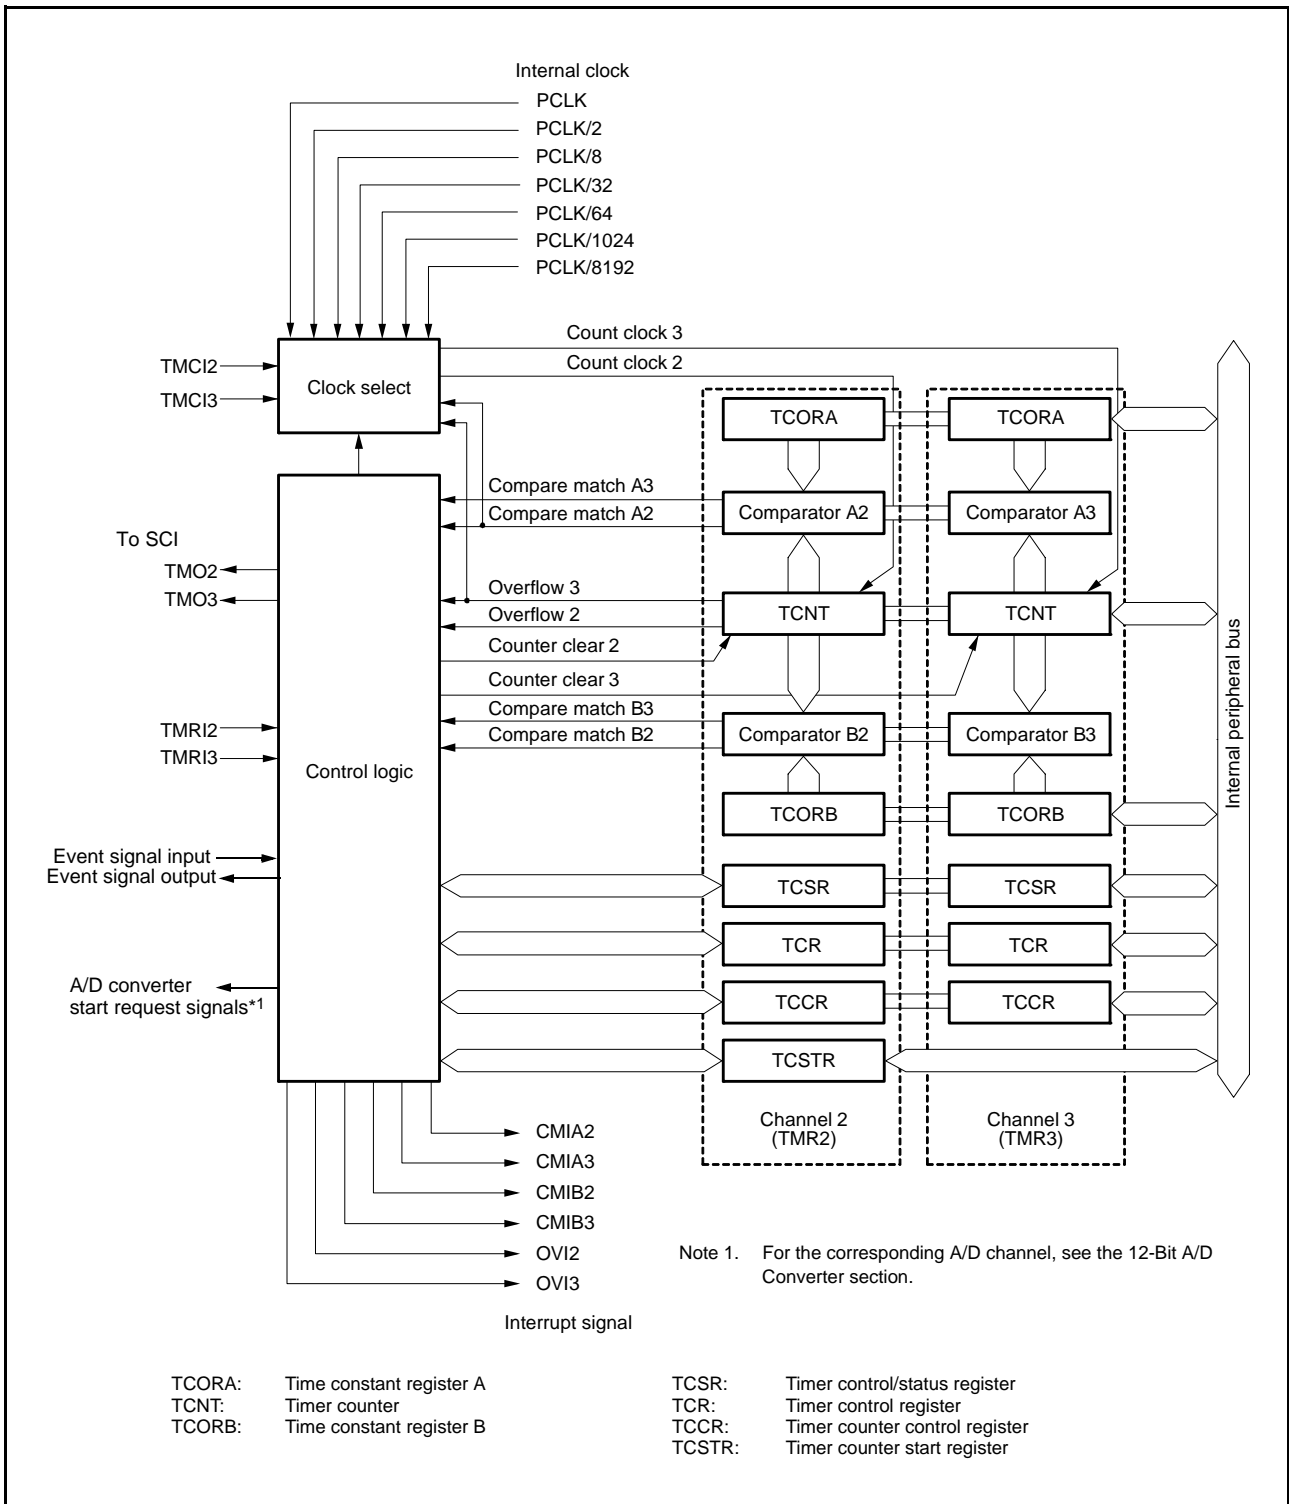 Internal clock
PCLK
PCLK/2
PCLK/8
PCLK/32
PCLK/64
PCLK/1024
PCLK/8192
Count clock 3
Count clock 2
TMCI2
TMCI3
Clock select
TCORA
TCORA
Compare match A3
Compare match A2
Comparator A2
Comparator A3
To SCI
TMO2
TMO3
Overflow 3
Overflow 2
TCNT
TCNT
Counter clear 2
Counter clear 3
Compare match B3
Compare match B2
Comparator B2
Comparator B3
TMRI2
TMRI3
Control logic
Internal peripheral bus
TCORB
TCORB
Event signal input
Event signal output
TCSR
TCSR
TCR
TCR
A/D converter
start request signals*1
TCCR
TCCR
TCSTR
Channel 2
(TMR2)
Channel 3
(TMR3)
CMIA2
CMIA3
CMIB2
CMIB3
OVI2
OVI3
Interrupt signal
Note 1. For the corresponding A/D channel, see the 12-Bit A/D
Converter section.
TCORA: Time constant register A
TCNT: Timer counter
TCORB: Time constant register B
TCSR: Timer control/status register
TCR: Timer control register
TCCR: Timer counter control register
TCSTR: Timer counter start register